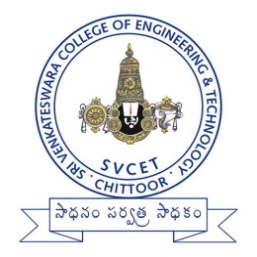 SRI VENKATESWARA COLLEGE OF ENGINEERING & TECHNOLOGY
SVCET
· CHITTOOR ·
సాధనం సర్వత్ర సాధకం